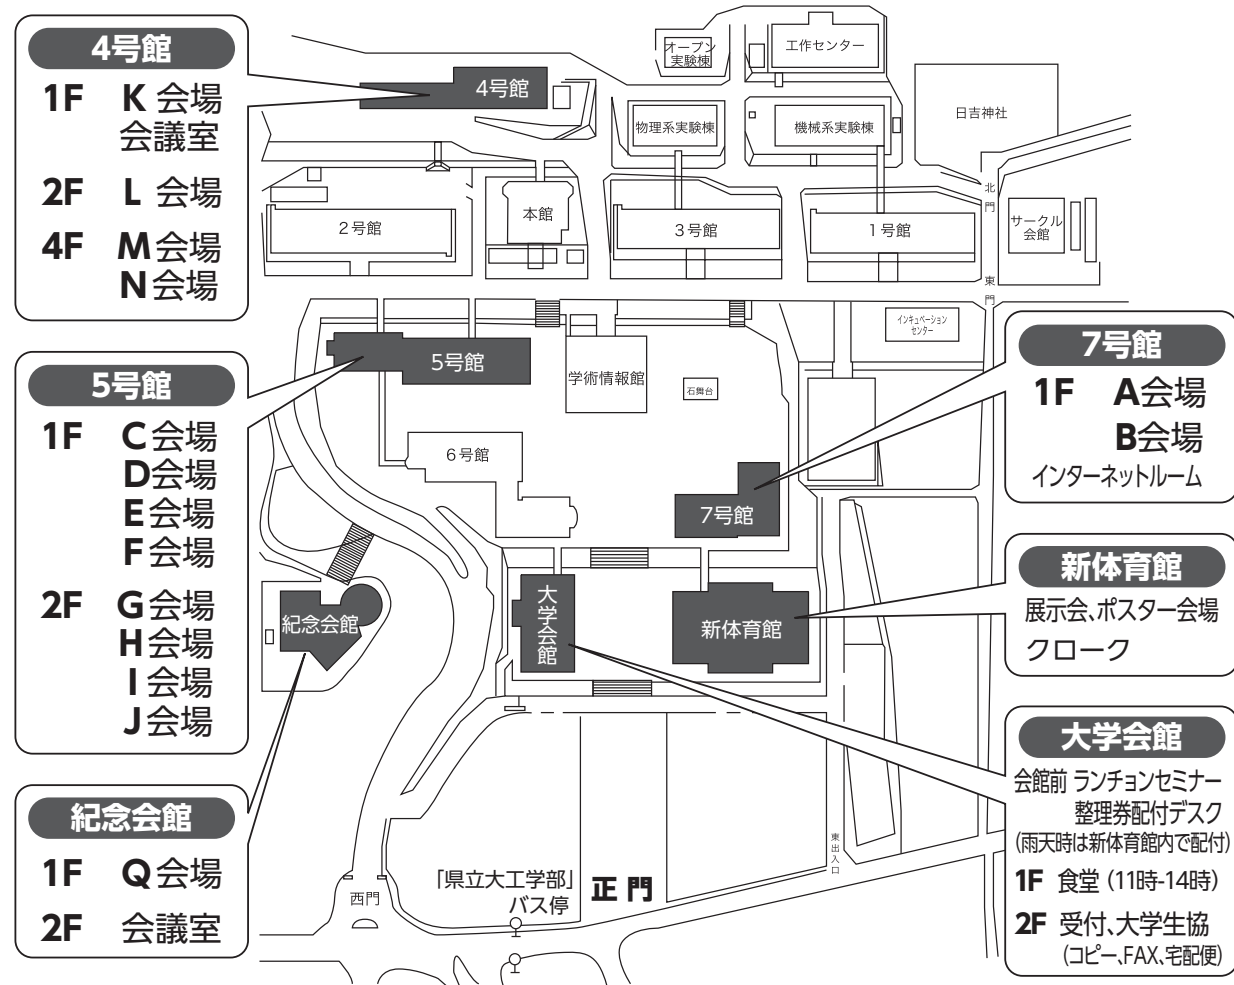 4号館
1F K 会場
会議室
2F L 会場
4F M 会場
N 会場
5号館
1F C 会場
D 会場
E 会場
F 会場
2F G 会場
H 会場
I 会場
J 会場
紀念会館
1F Q 会場
2F 会議室
オープン
実験棟
工作センター
4号館
物理系実験棟
機械系実験棟
日吉神社
北門
2号館
本館
3号館
1号館
サークル
会館
東門
インキュベーション
センター
5号館
学術情報館
石舞台
6号館
7号館
紀念会館
大学会館
新体育館
東出入口
西門
「県立大工学部」
バス停
正門
7号館
1F A会場
B会場
インターネットルーム
新体育館
展示会、ポスター会場
クローク
大学会館
会館前 ランチョンセミナー
整理券配付デスク
(雨天時は新体育館内で配付)
1F 食堂 (11時-14時)
2F 受付、大学生協
(コピー、FAX、宅配便)